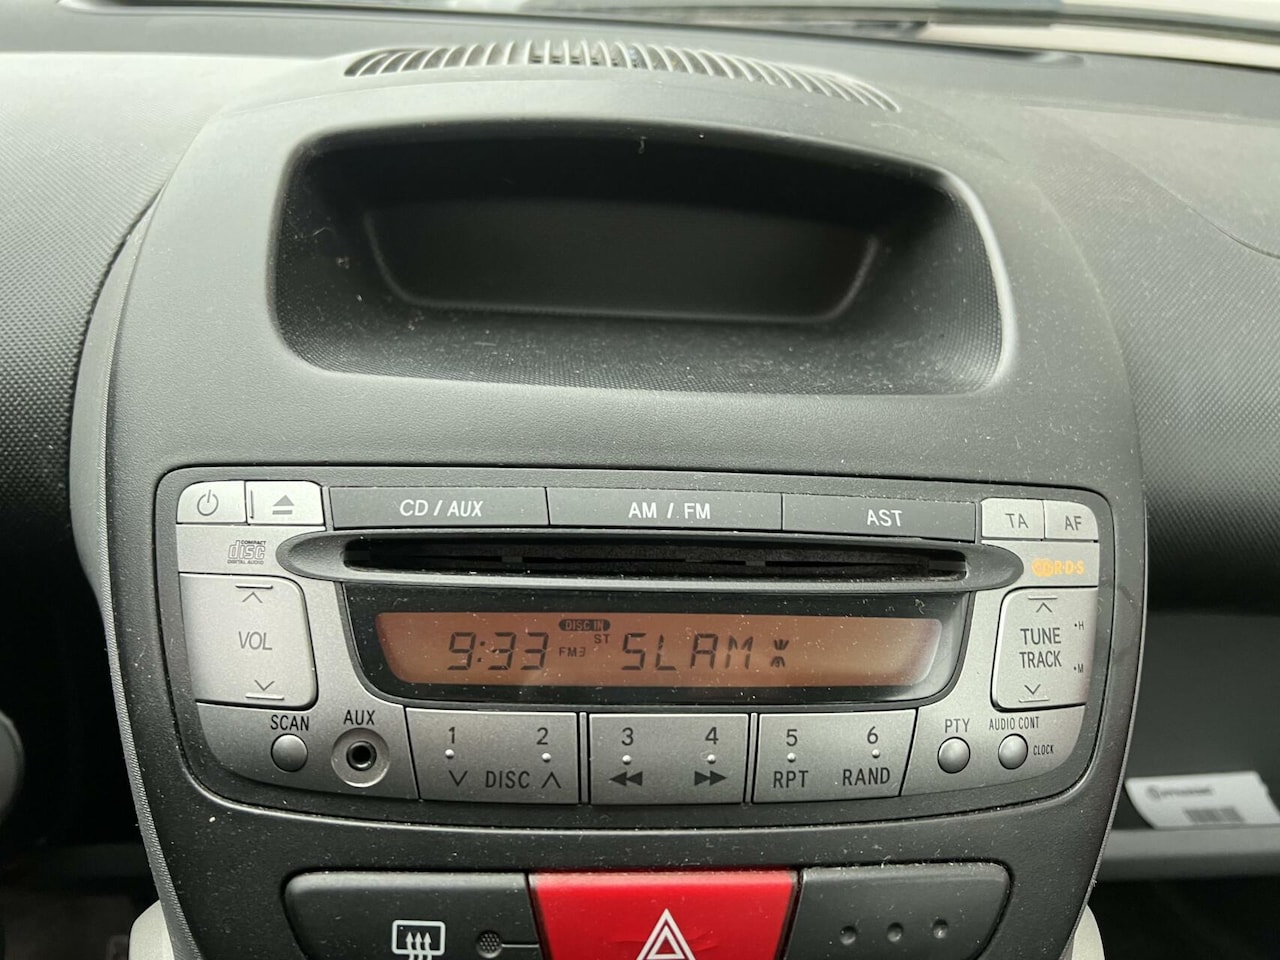 CD / AUX
AM / FM
AST
TA
AF
COMPACT
disc
DIGITAL AUDIO
R·D·S
VOL
9:33
DISC IN
FM3
ST
SLAM
TUNE
TRACK
H
M
SCAN
AUX
1
2
DISC
3
4
5
RPT
6
RAND
PTY
AUDIO CONT
CLOCK